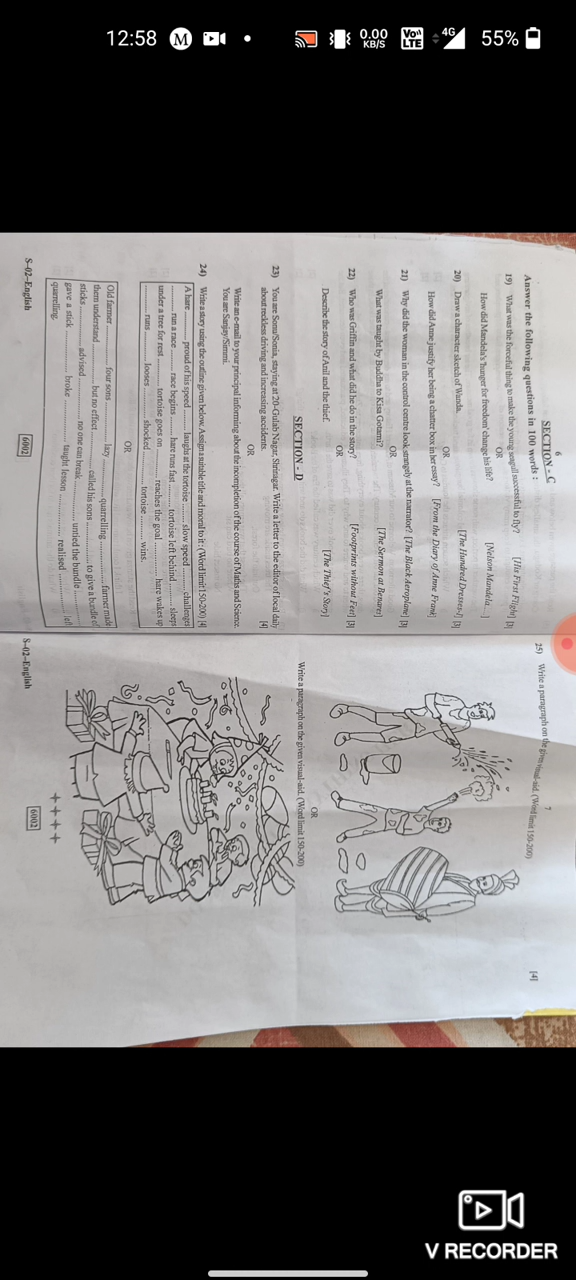 12:58
M
0.00
KB/S
Vo
LTE
4G
55%
6
SECTION - C
Answer the following questions in 100 words :
19) What was the forceful thing to make the young seagull successful to fly? [His First Flight] [3]
OR
How did Mandela's 'hunger for freedom' change his life? [Nelson Mandela.....]
20) Draw a character sketch of Wanda. [The Hundred Dresses-I] [3]
OR
How did Anne justify her being a chatter box in her essay? [From the Diary of Anne Frank]
21) Why did the woman in the control centre look strangely at the narrator? [The Black Aeroplane] [3]
OR
What was taught by Buddha to Kisa Gotami? [The Sermon at Benares]
22) Who was Griffin and what did he do in the story? [Footprints without Feet] [3]
OR
Describe the story of Anil and the thief. [The Thief's Story]
SECTION - D
23) You are Sonu/Sonia, staying at 20-Gulab Nagar, Shrinagar. Write a letter to the editor of local daily
about reckless driving and increasing accidents. [4]
OR
Write an e-mail to your principal informing about the incompletion of the course of Maths and Science.
You are Sanjay/Simmi.
24) Write a story using the outline given below. Assign a suitable title and moral to it : (Word limit 150-200) [4]
A hare ........ proud of his speed ........ laughs at the tortoise ........ slow speed ........ challenges
........ run a race ........ race begins ........ hare runs fast ........ tortoise left behind ........ sleeps
under a tree for rest ........ tortoise goes on ........ reaches the goal ........ hare wakes up
........ runs ........ looses ........ shocked ........ tortoise ........ wins.
OR
Old farmer ........ four sons ........ lazy ........ quarrelling ........ farmer made
them understand ........ but no effect ........ called his sons ........ to give a bundle of
sticks ........ advised ........ no one can break ........ untied the bundle ........
gave a stick ........ broke ........ taught lesson ........ realised ........ left
quarrelling.
S-02-English
6002
7
25) Write a paragraph on the given visual-aid. (Word limit 150-200) [4]
OR
Write a paragraph on the given visual-aid. (Word limit 150-200)
++++
S-02-English
6002
V RECORDER